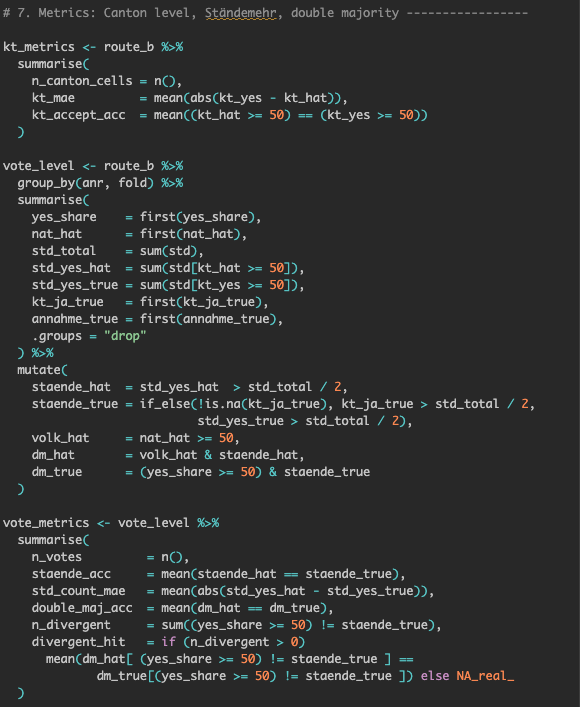 # 7. Metrics: Canton level, Ständemehr, double majority -----------------
kt_metrics <- route_b %>%
  summarise(
    n_canton_cells = n(),
    kt_mae         = mean(abs(kt_yes - kt_hat)),
    kt_accept_acc  = mean((kt_hat >= 50) == (kt_yes >= 50))
  )
vote_level <- route_b %>%
  group_by(anr, fold) %>%
  summarise(
    yes_share    = first(yes_share),
    nat_hat      = first(nat_hat),
    std_total    = sum(std),
    std_yes_hat  = sum(std[kt_hat >= 50]),
    std_yes_true = sum(std[kt_yes >= 50]),
    kt_ja_true   = first(kt_ja_true),
    annahme_true = first(annahme_true),
    .groups = "drop"
  ) %>%
  mutate(
    staende_hat  = std_yes_hat  > std_total / 2,
    staende_true = if_else(!is.na(kt_ja_true), kt_ja_true > std_total / 2,
                           std_yes_true > std_total / 2),
    volk_hat     = nat_hat >= 50,
    dm_hat       = volk_hat & staende_hat,
    dm_true      = (yes_share >= 50) & staende_true
  )
vote_metrics <- vote_level %>%
  summarise(
    n_votes         = n(),
    staende_acc     = mean(staende_hat == staende_true),
    std_count_mae   = mean(abs(std_yes_hat - std_yes_true)),
    double_maj_acc  = mean(dm_hat == dm_true),
    n_divergent     = sum((yes_share >= 50) != staende_true),
    divergent_hit   = if (n_divergent > 0)
      mean(dm_hat[ (yes_share >= 50) != staende_true ] ==
             dm_true[(yes_share >= 50) != staende_true ]) else NA_real_
  )